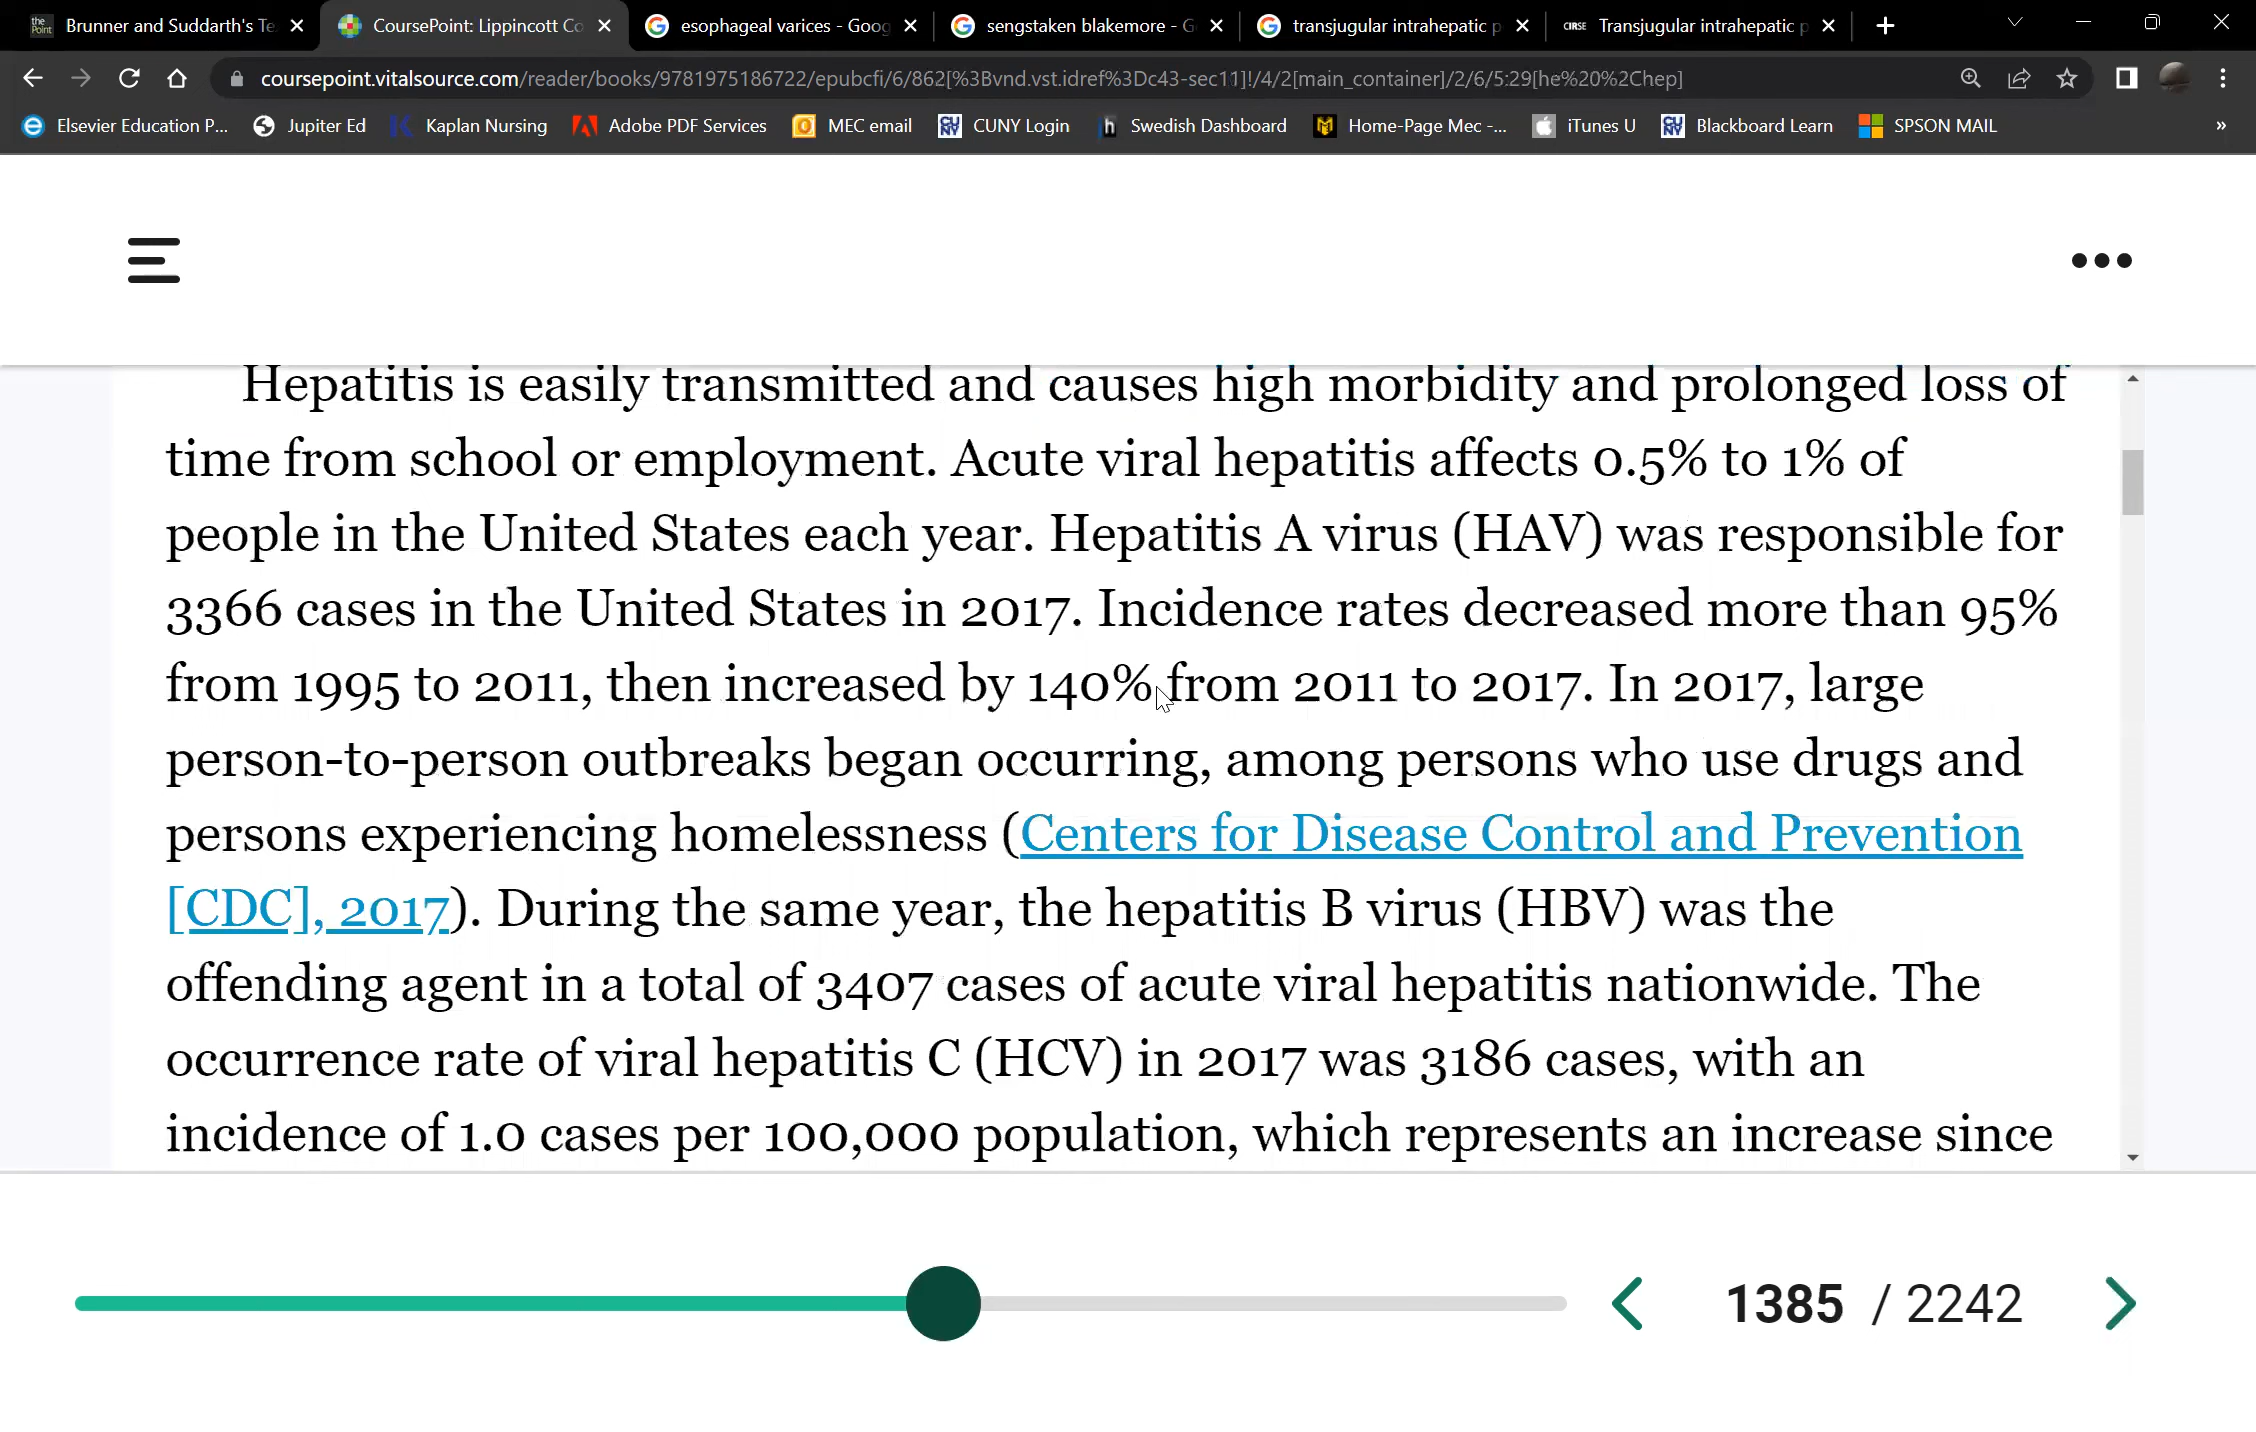 the Point
Brunner and Suddarth's Te
CoursePoint: Lippincott Co
esophageal varices - Goog
sengstaken blakemore - G
transjugular intrahepatic p
CIRSE Transjugular intrahepatic p
coursepoint.vitalsource.com/reader/books/9781975186722/epubcfi/6/862[%3Bvnd.vst.idref%3Dc43-sec11]!/4/2[main_container]/2/6/5:29[he%20%2Chep]
Elsevier Education P...
Jupiter Ed
Kaplan Nursing
Adobe PDF Services
MEC email
CUNY Login
Swedish Dashboard
Home-Page Mec -...
iTunes U
Blackboard Learn
SPSON MAIL
»
Hepatitis is easily transmitted and causes high morbidity and prolonged loss of
time from school or employment. Acute viral hepatitis affects 0.5% to 1% of
people in the United States each year. Hepatitis A virus (HAV) was responsible for
3366 cases in the United States in 2017. Incidence rates decreased more than 95%
from 1995 to 2011, then increased by 140% from 2011 to 2017. In 2017, large
person-to-person outbreaks began occurring, among persons who use drugs and
persons experiencing homelessness (Centers for Disease Control and Prevention
[CDC], 2017). During the same year, the hepatitis B virus (HBV) was the
offending agent in a total of 3407 cases of acute viral hepatitis nationwide. The
occurrence rate of viral hepatitis C (HCV) in 2017 was 3186 cases, with an
incidence of 1.0 cases per 100,000 population, which represents an increase since
1385 / 2242